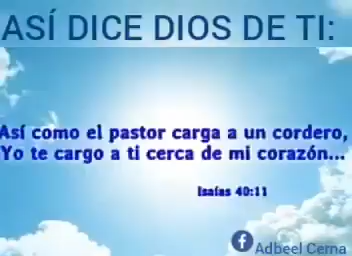 ASÍ DICE DIOS DE TI:
Así como el pastor carga a un cordero,
Yo te cargo a ti cerca de mi corazón...
Isaías 40:11
f Adbeel Cerna